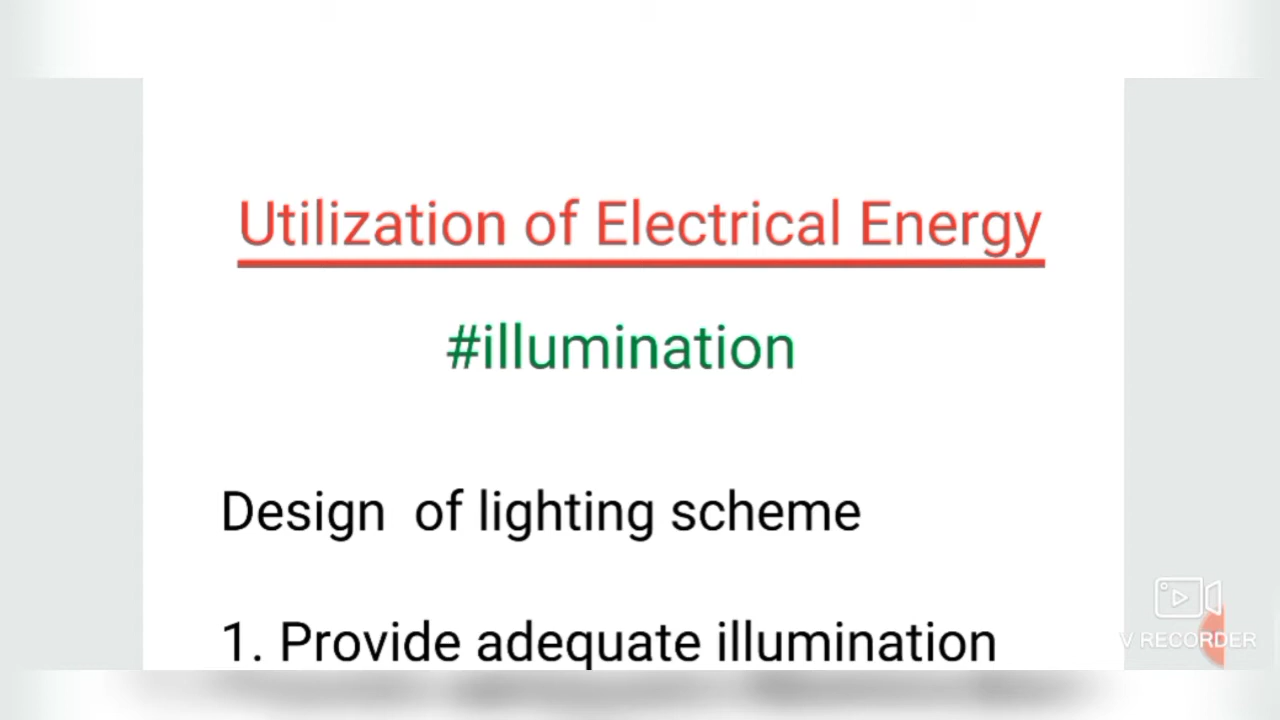 Utilization of Electrical Energy
#illumination
Design of lighting scheme
1. Provide adequate illumination
V RECORDER